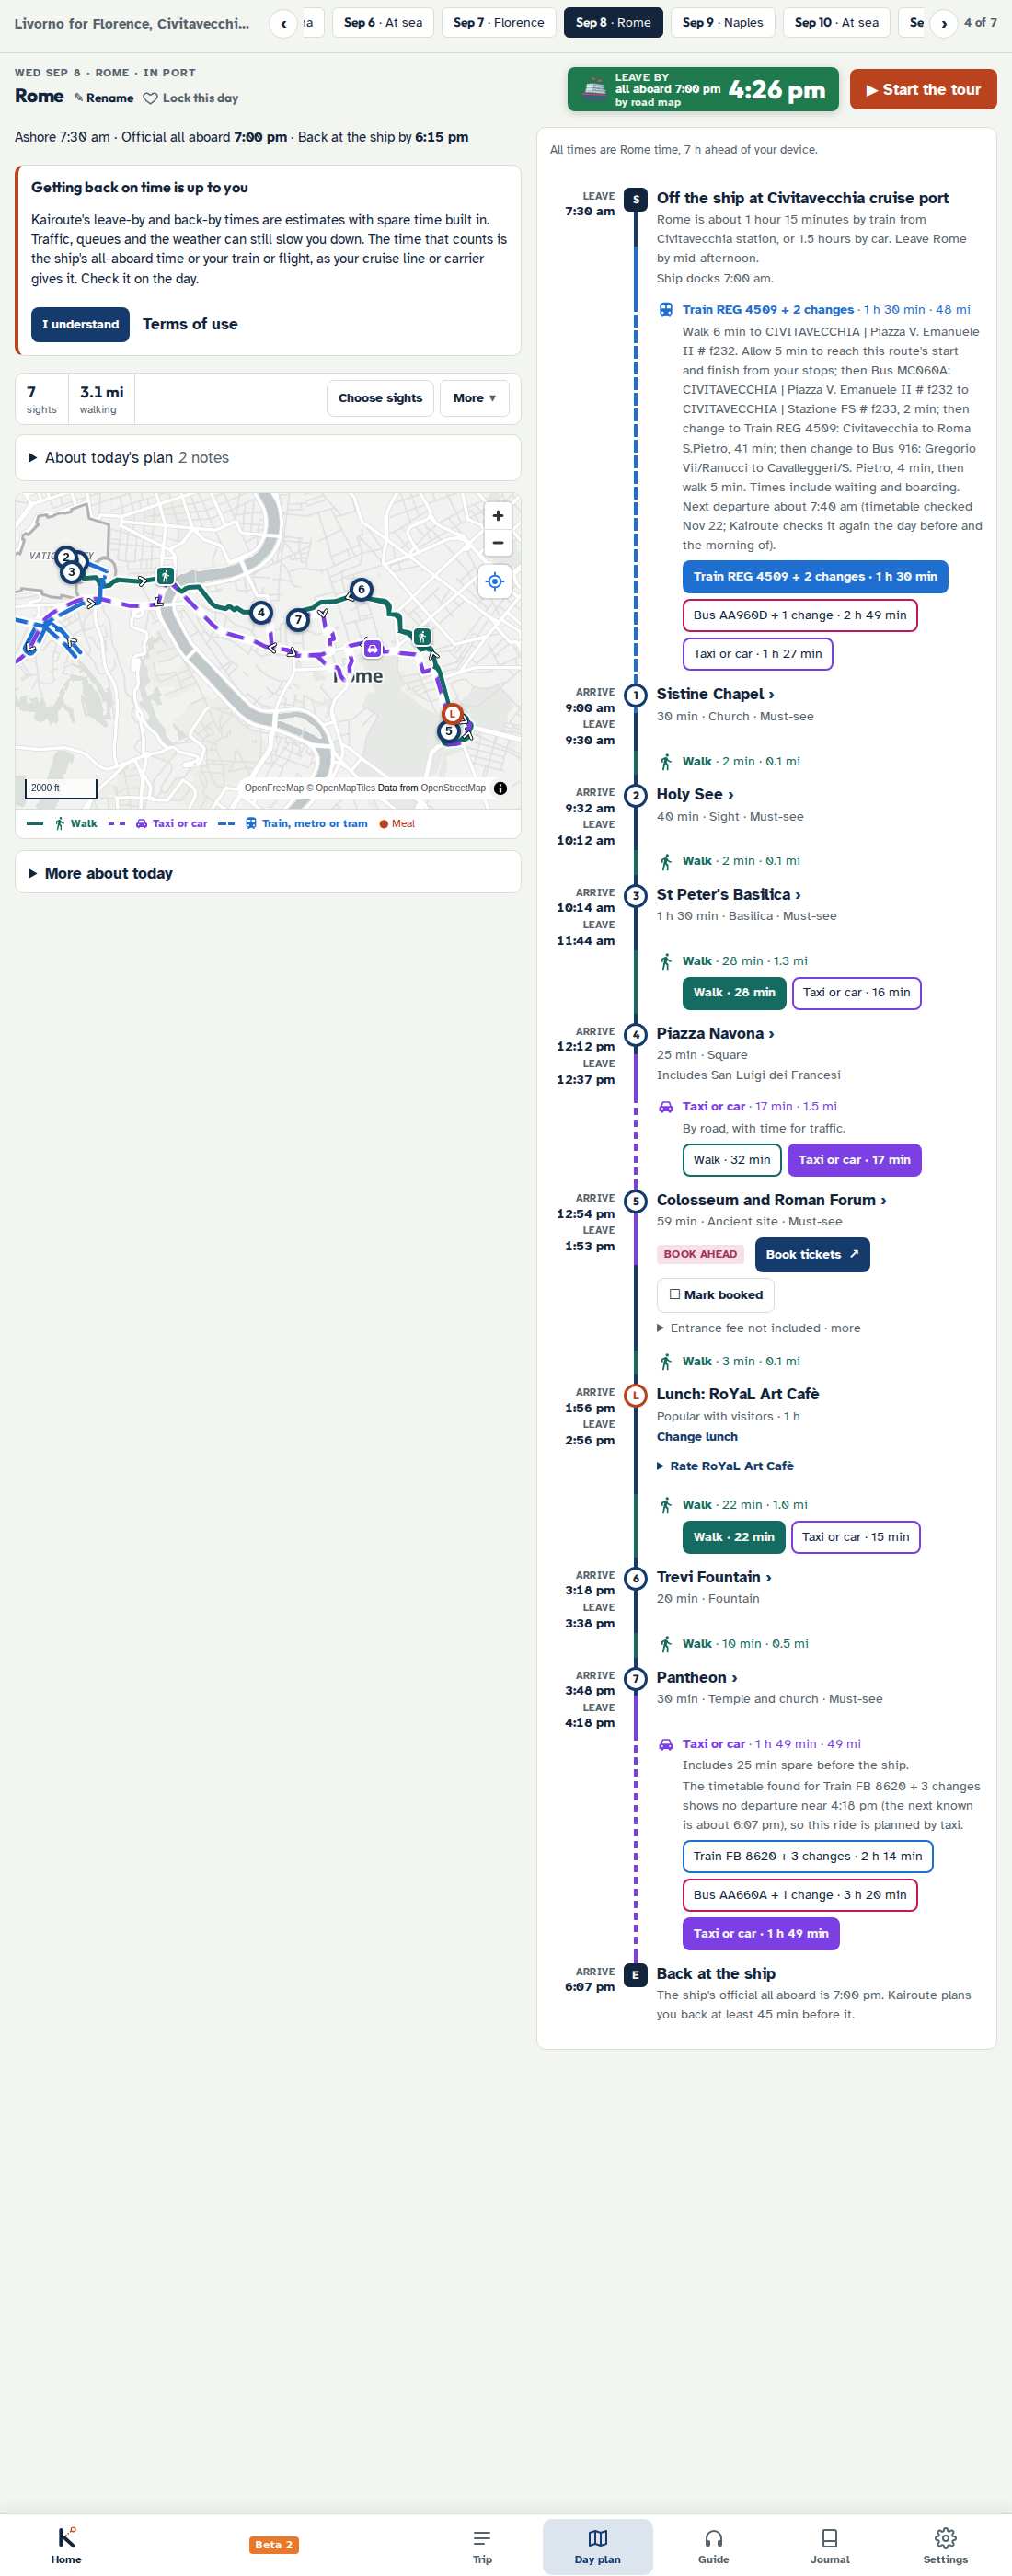 Livorno for Florence, Civitavecchi...
‹
na
Sep 6 · At sea
Sep 7 · Florence
Sep 8 · Rome
Sep 9 · Naples
Sep 10 · At sea
Se
›
4 of 7
WED SEP 8 · ROME · IN PORT
Rome
✎ Rename
Lock this day
LEAVE BY
all aboard 7:00 pm
by road map
4:26 pm
▶ Start the tour
Ashore 7:30 am · Official all aboard 7:00 pm · Back at the ship by 6:15 pm
Getting back on time is up to you
Kairoute's leave-by and back-by times are estimates with spare time built in.
Traffic, queues and the weather can still slow you down. The time that counts is
the ship's all-aboard time or your train or flight, as your cruise line or carrier
gives it. Check it on the day.
I understand
Terms of use
7
sights
3.1 mi
walking
Choose sights
More ▼
▶ About today's plan 2 notes
VATIC
Y
2
3
4
7
6
L
5
ome
+
−
2000 ft
OpenFreeMap © OpenMapTiles Data from OpenStreetMap
Walk
Taxi or car
Train, metro or tram
Meal
▶ More about today
All times are Rome time, 7 h ahead of your device.
LEAVE
7:30 am
S
Off the ship at Civitavecchia cruise port
Rome is about 1 hour 15 minutes by train from
Civitavecchia station, or 1.5 hours by car. Leave Rome
by mid-afternoon.
Ship docks 7:00 am.
Train REG 4509 + 2 changes · 1 h 30 min · 48 mi
Walk 6 min to CIVITAVECCHIA | Piazza V. Emanuele
II # f232. Allow 5 min to reach this route's start
and finish from your stops; then Bus MC060A:
CIVITAVECCHIA | Piazza V. Emanuele II # f232 to
CIVITAVECCHIA | Stazione FS # f233, 2 min; then
change to Train REG 4509: Civitavecchia to Roma
S.Pietro, 41 min; then change to Bus 916: Gregorio
Vii/Ranucci to Cavalleggeri/S. Pietro, 4 min, then
walk 5 min. Times include waiting and boarding.
Next departure about 7:40 am (timetable checked
Nov 22; Kairoute checks it again the day before and
the morning of).
Train REG 4509 + 2 changes · 1 h 30 min
Bus AA960D + 1 change · 2 h 49 min
Taxi or car · 1 h 27 min
ARRIVE
9:00 am
LEAVE
9:30 am
1
Sistine Chapel ›
30 min · Church · Must-see
Walk · 2 min · 0.1 mi
ARRIVE
9:32 am
LEAVE
10:12 am
2
Holy See ›
40 min · Sight · Must-see
Walk · 2 min · 0.1 mi
ARRIVE
10:14 am
LEAVE
11:44 am
3
St Peter's Basilica ›
1 h 30 min · Basilica · Must-see
Walk · 28 min · 1.3 mi
Walk · 28 min
Taxi or car · 16 min
ARRIVE
12:12 pm
LEAVE
12:37 pm
4
Piazza Navona ›
25 min · Square
Includes San Luigi dei Francesi
Taxi or car · 17 min · 1.5 mi
By road, with time for traffic.
Walk · 32 min
Taxi or car · 17 min
ARRIVE
12:54 pm
LEAVE
1:53 pm
5
Colosseum and Roman Forum ›
59 min · Ancient site · Must-see
BOOK AHEAD
Book tickets ↗
☐ Mark booked
▶ Entrance fee not included · more
Walk · 3 min · 0.1 mi
ARRIVE
1:56 pm
LEAVE
2:56 pm
L
Lunch: RoYaL Art Cafè
Popular with visitors · 1 h
Change lunch
▶ Rate RoYaL Art Cafè
Walk · 22 min · 1.0 mi
Walk · 22 min
Taxi or car · 15 min
ARRIVE
3:18 pm
LEAVE
3:38 pm
6
Trevi Fountain ›
20 min · Fountain
Walk · 10 min · 0.5 mi
ARRIVE
3:48 pm
LEAVE
4:18 pm
7
Pantheon ›
30 min · Temple and church · Must-see
Taxi or car · 1 h 49 min · 49 mi
Includes 25 min spare before the ship.
The timetable found for Train FB 8620 + 3 changes
shows no departure near 4:18 pm (the next known
is about 6:07 pm), so this ride is planned by taxi.
Train FB 8620 + 3 changes · 2 h 14 min
Bus AA660A + 1 change · 3 h 20 min
Taxi or car · 1 h 49 min
ARRIVE
6:07 pm
E
Back at the ship
The ship's official all aboard is 7:00 pm. Kairoute plans
you back at least 45 min before it.
Home
Beta 2
Trip
Day plan
Guide
Journal
Settings